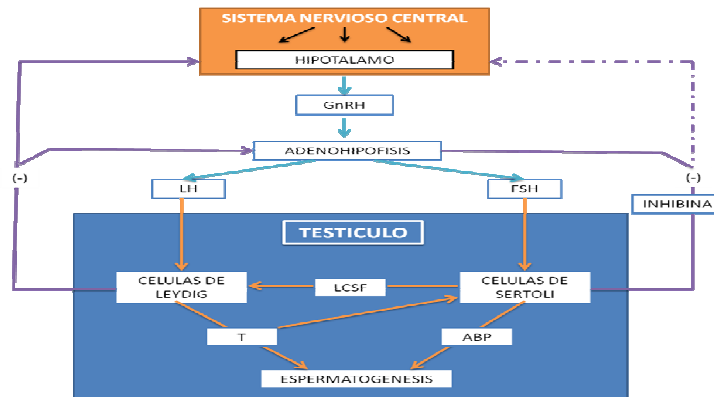 SISTEMA NERVIOSO CENTRAL
HIPOTALAMO
GnRH
ADENOHIPOFISIS
(-)
(-)
LH
FSH
INHIBINA
TESTICULO
CELULAS DE
LEYDIG
LCSF
CELULAS DE
SERTOLI
T
ABP
ESPERMATOGENESIS